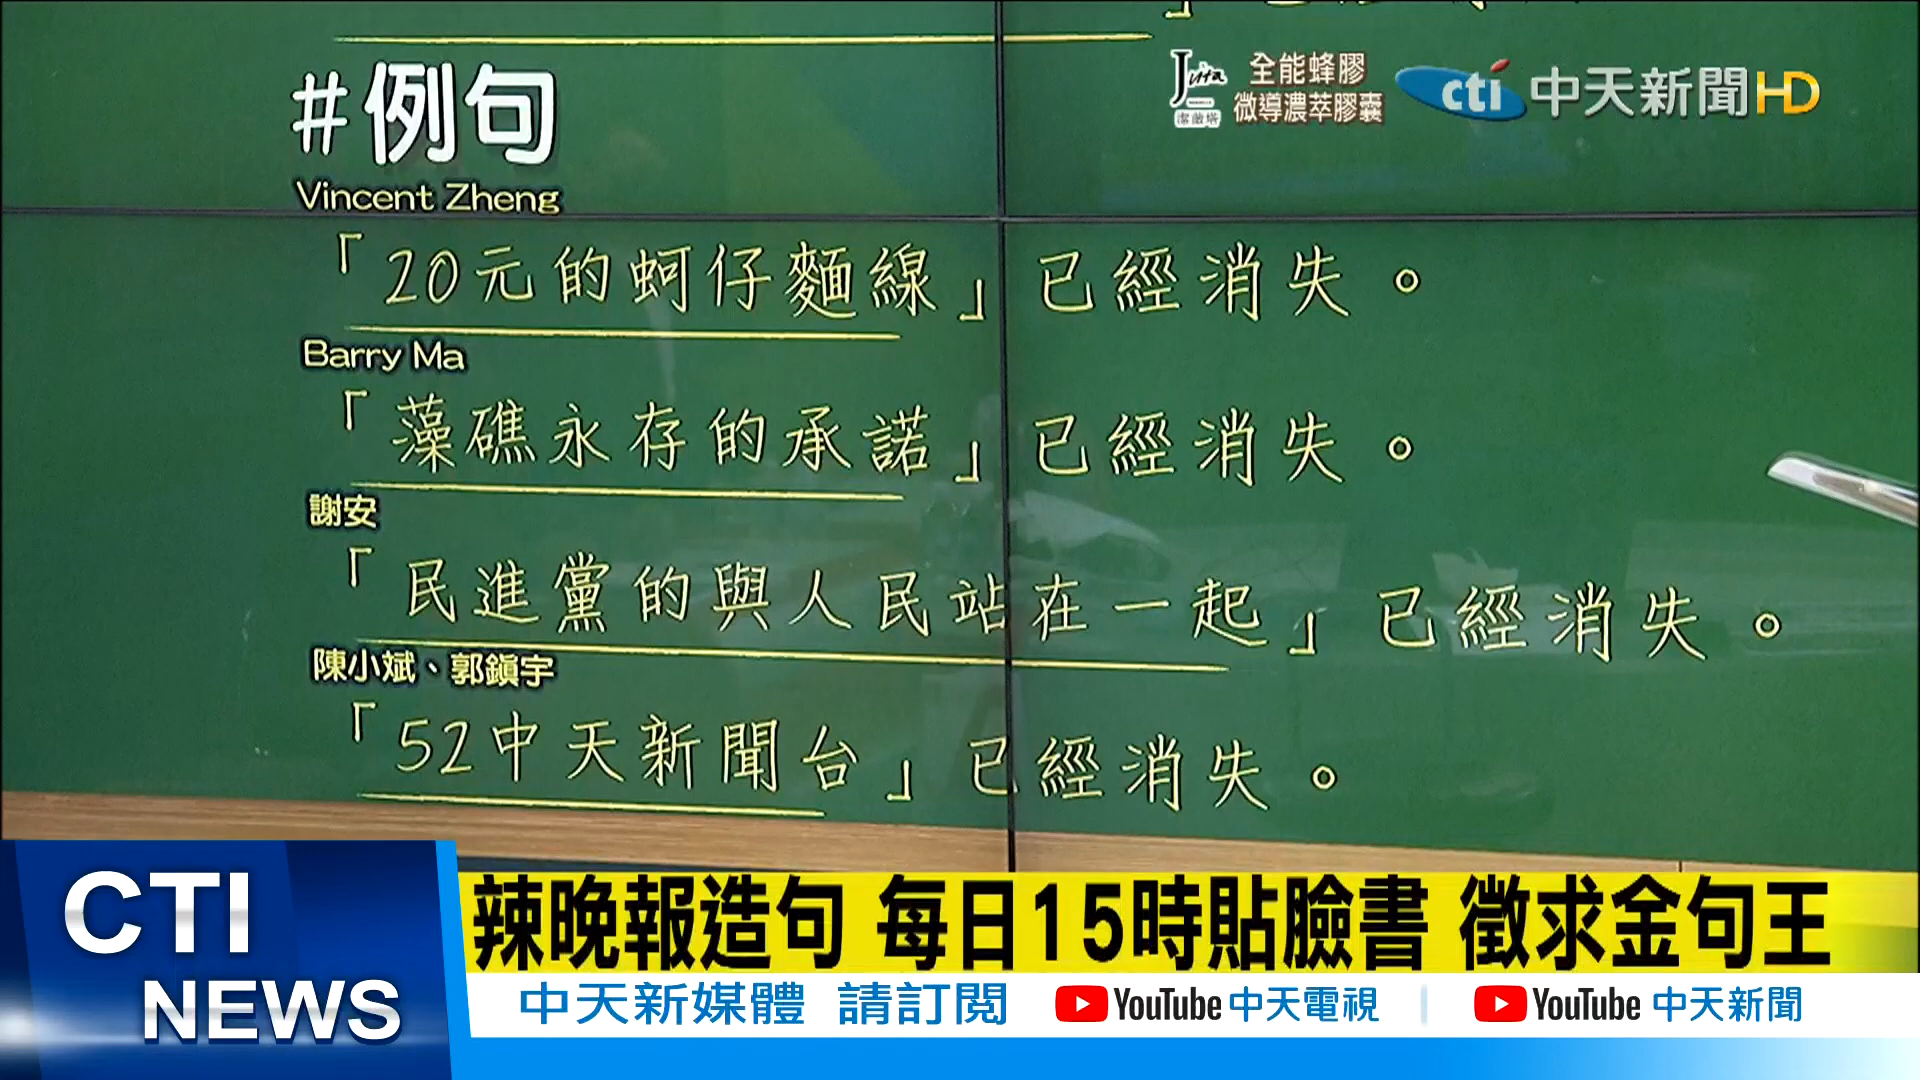 #例句
Vincent Zheng
「20元的蚵仔麵線」已經消失。
Barry Ma
「藻礁永存的承諾」已經消失。
謝安
「民進黨的與人民站在一起」已經消失。
陳小斌、郭鎮宇
「52中天新聞台」已經消失。
Jvita
潔維塔
全能蜂膠
微導濃萃膠囊
cti 中天新聞HD
CTI NEWS
辣晚報造句 每日15時貼臉書 徵求金句王
中天新媒體 請訂閱 YouTube 中天電視 | YouTube 中天新聞